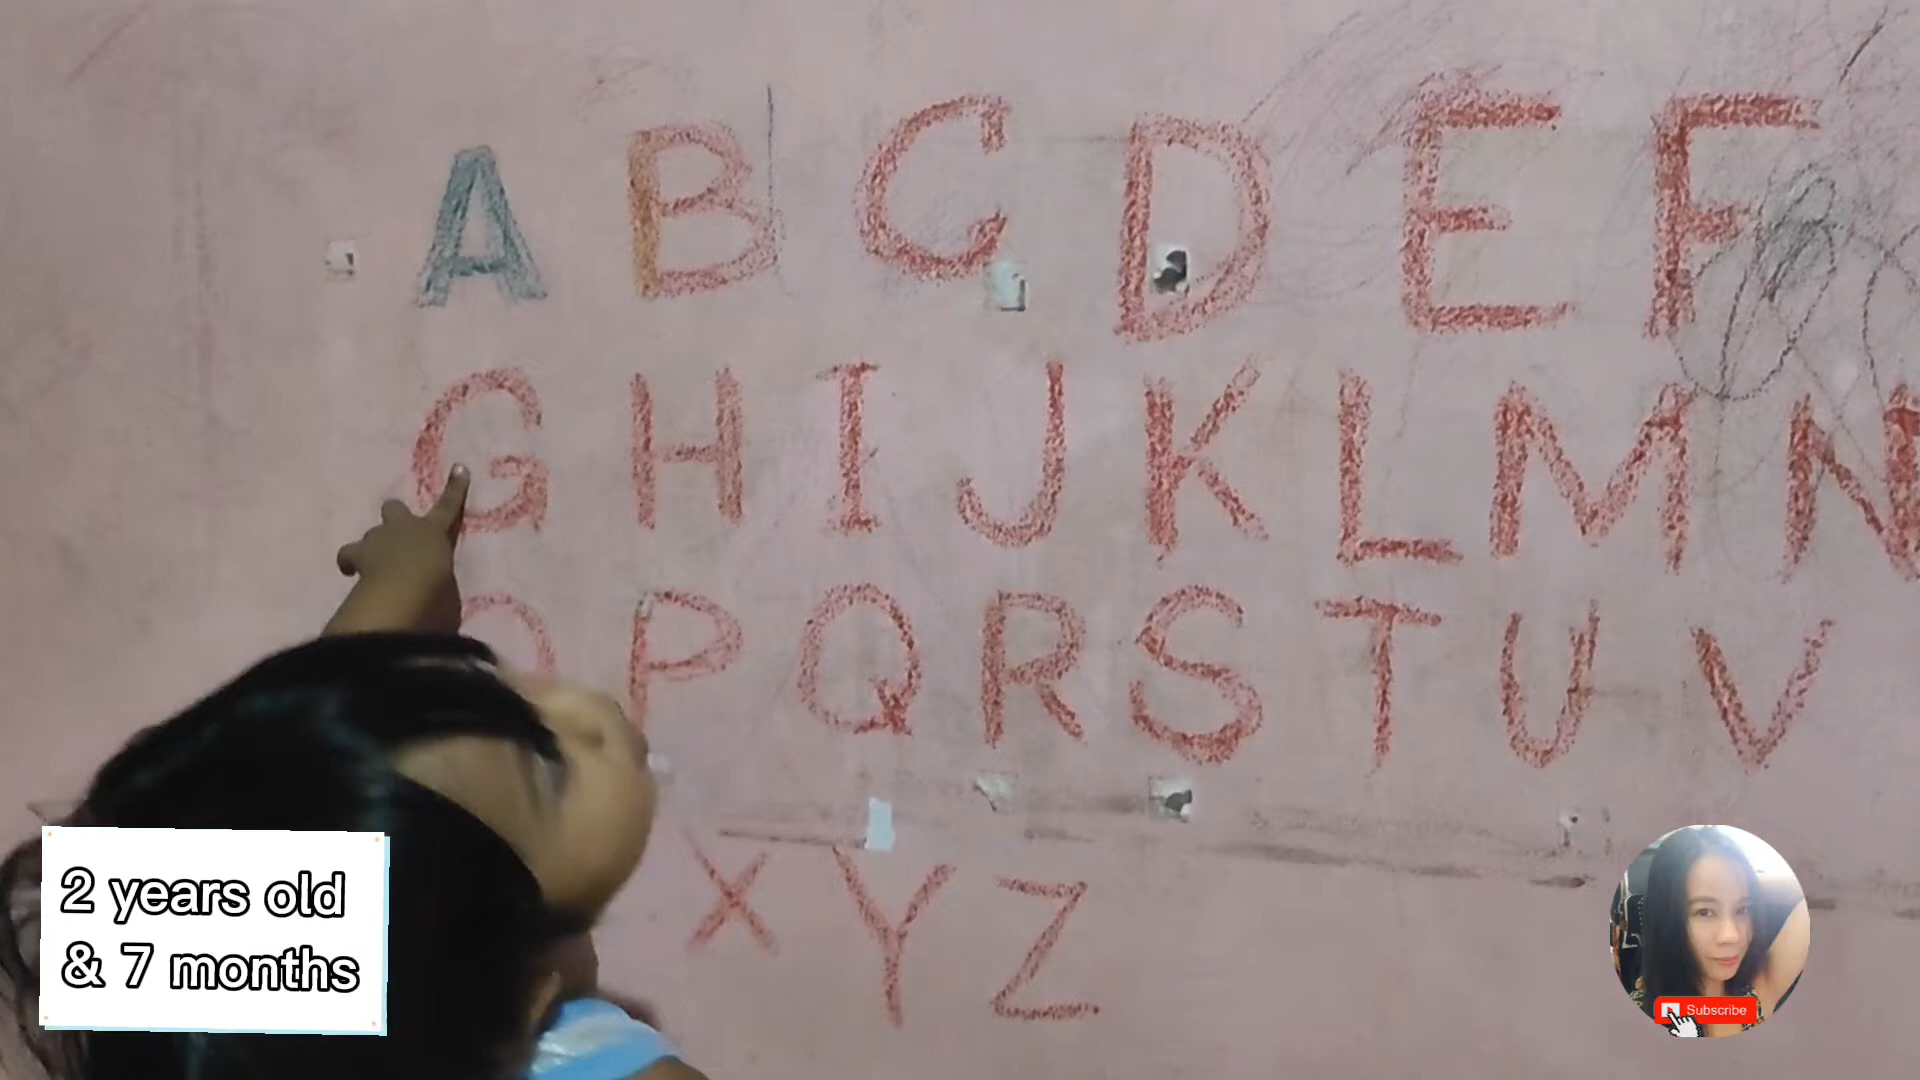 A B C D E F
G H I J K L M N
O P Q R S T U V
X Y Z
2 years old
& 7 months
Subscribe